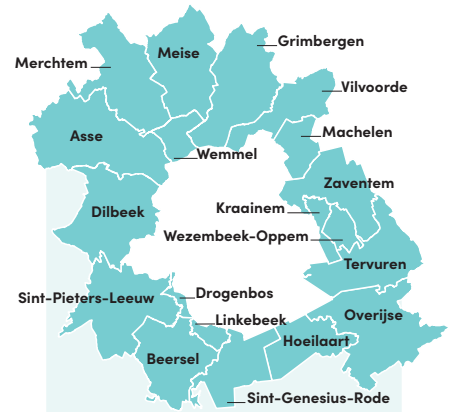 Grimbergen
Meise
Merchtem
Vilvoorde
Machelen
Asse
Wemmel
Zaventem
Kraainem
Dilbeek
Wezembeek-Oppem
Tervuren
Drogenbos
Sint-Pieters-Leeuw
Overijse
Linkebeek
Hoeilaart
Beersel
Sint-Genesius-Rode